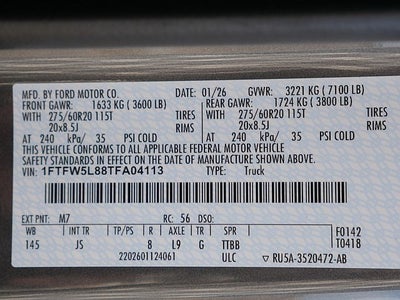 MFD. BY FORD MOTOR CO. DATE: 01/26 GVWR: 3221 KG ( 7100 LB)
FRONT GAWR: 1633 KG ( 3600 LB) REAR GAWR: 1724 KG ( 3800 LB)
WITH 275/60R20 115T TIRES WITH 275/60R20 115T TIRES
20x8.5J 20x8.5J RIMS
AT 240 kPa/ 35 PSI COLD AT 240 kPa/ 35 PSI COLD
THIS VEHICLE CONFORMS TO ALL APPLICABLE FEDERAL MOTOR VEHICLE
SAFETY AND THEFT PREVENTION STANDARDS IN EFFECT ON THE DATE OF
MANUFACTURE SHOWN ABOVE.
VIN: 1FTFW5L88TFA04113 TYPE: Truck
EXT PNT: M7 RC: 56 DSO:
WB INT TR TP/PS R AXLE TR SPR F0142
145 JS 8 L9 G TTBB T0418
2202601124061 ULC ▽ RU5A-3520472-AB